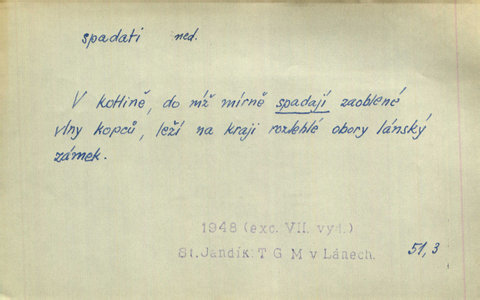 spadati ned.
V kotlině, do níž mírně spadají zaoblené
vlny kopců, leží na kraji rozlehlé obory lánský
zámek.
1948 (exc. VII. vyd.)
St. Jandík: T G M v Lánech.
51,3